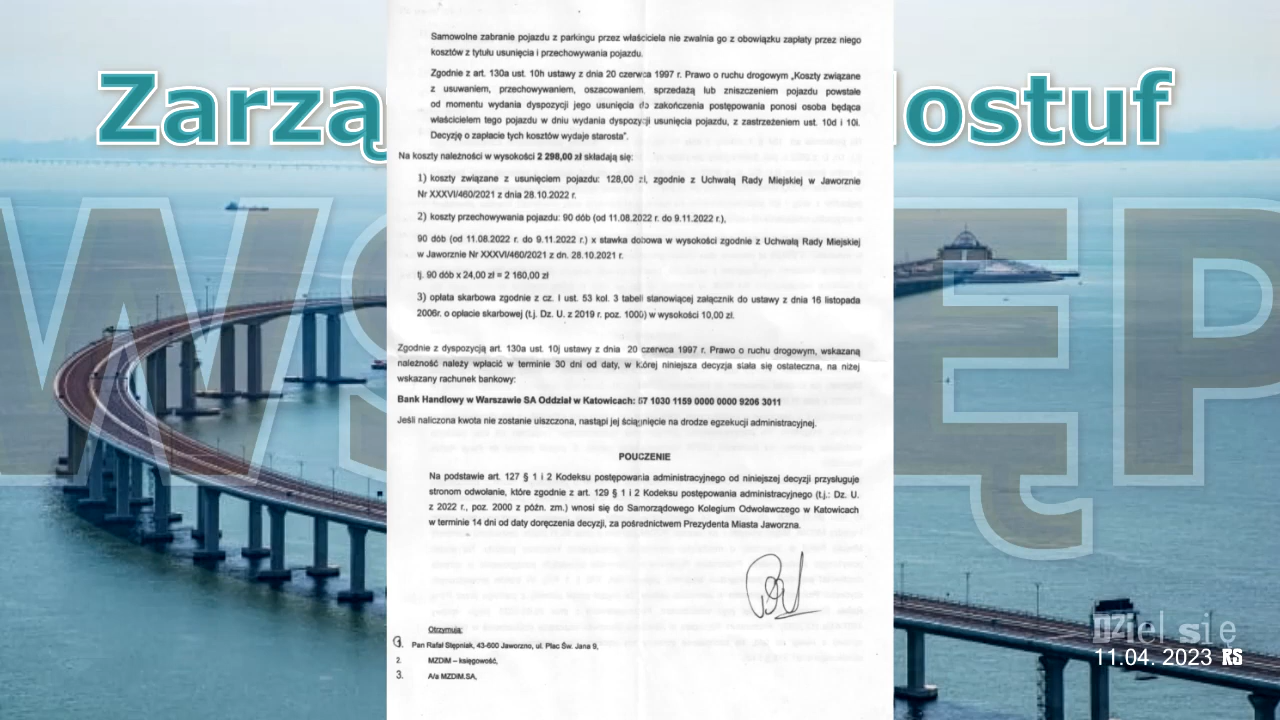 Zarzą ostuf
WS ĘP
Samowolne zabranie pojazdu z parkingu przez właściciela nie zwalnia go z obowiązku zapłaty przez niego
kosztów z tytułu usunięcia i przechowywania pojazdu.
Zgodnie z art. 130a ust. 10h ustawy z dnia 20 czerwca 1997 r. Prawo o ruchu drogowym „Koszty związane
z usuwaniem, przechowywaniem, oszacowaniem, sprzedażą lub zniszczeniem pojazdu powstałe
od momentu wydania dyspozycji jego usunięcia do zakończenia postępowania ponosi osoba będąca
właścicielem tego pojazdu w dniu wydania dyspozycji usunięcia pojazdu, z zastrzeżeniem ust. 10d i 10i.
Decyzję o zapłacie tych kosztów wydaje starosta".
Na koszty należności w wysokości 2 298,00 zł składają się:
1) koszty związane z usunięciem pojazdu: 128,00 zł, zgodnie z Uchwałą Rady Miejskiej w Jaworznie
Nr XXXVI/460/2021 z dnia 28.10.2022 r.
2) koszty przechowywania pojazdu: 90 dób (od 11.08.2022 r. do 9.11.2022 r.),
90 dób (od 11.08.2022 r. do 9.11.2022 r.) x stawka dobowa w wysokości zgodnie z Uchwałą Rady Miejskiej
w Jaworznie Nr XXXVI/460/2021 z dn. 28.10.2021 r.
tj. 90 dób x 24,00 zł = 2 160,00 zł
3) opłata skarbowa zgodnie z cz. I ust. 53 kol. 3 tabeli stanowiącej załącznik do ustawy z dnia 16 listopada
2006r. o opłacie skarbowej (t.j. Dz. U. z 2019 r. poz. 1000) w wysokości 10,00 zł.
Zgodnie z dyspozycją art. 130a ust. 10j ustawy z dnia 20 czerwca 1997 r. Prawo o ruchu drogowym, wskazaną
należność należy wpłacić w terminie 30 dni od daty, w której niniejsza decyzja stała się ostateczna, na niżej
wskazany rachunek bankowy:
Bank Handlowy w Warszawie SA Oddział w Katowicach: 67 1030 1159 0000 0000 9206 3011
Jeśli naliczona kwota nie zostanie uiszczona, nastąpi jej ściągnięcie na drodze egzekucji administracyjnej.
POUCZENIE
Na podstawie art. 127 § 1 i 2 Kodeksu postępowania administracyjnego od niniejszej decyzji przysługuje
stronom odwołanie, które zgodnie z art. 129 § 1 i 2 Kodeksu postępowania administracyjnego (t.j.: Dz. U.
z 2022 r., poz. 2000 z późn. zm.) wnosi się do Samorządowego Kolegium Odwoławczego w Katowicach
w terminie 14 dni od daty doręczenia decyzji, za pośrednictwem Prezydenta Miasta Jaworzna.
Otrzymują:
1. Pan Rafał Stępniak, 43-600 Jaworzno, ul. Plac Św. Jana 9,
2. MZDiM – księgowość,
3. A/a MZDiM.SA,
Dziel się
11.04. 2023 RS